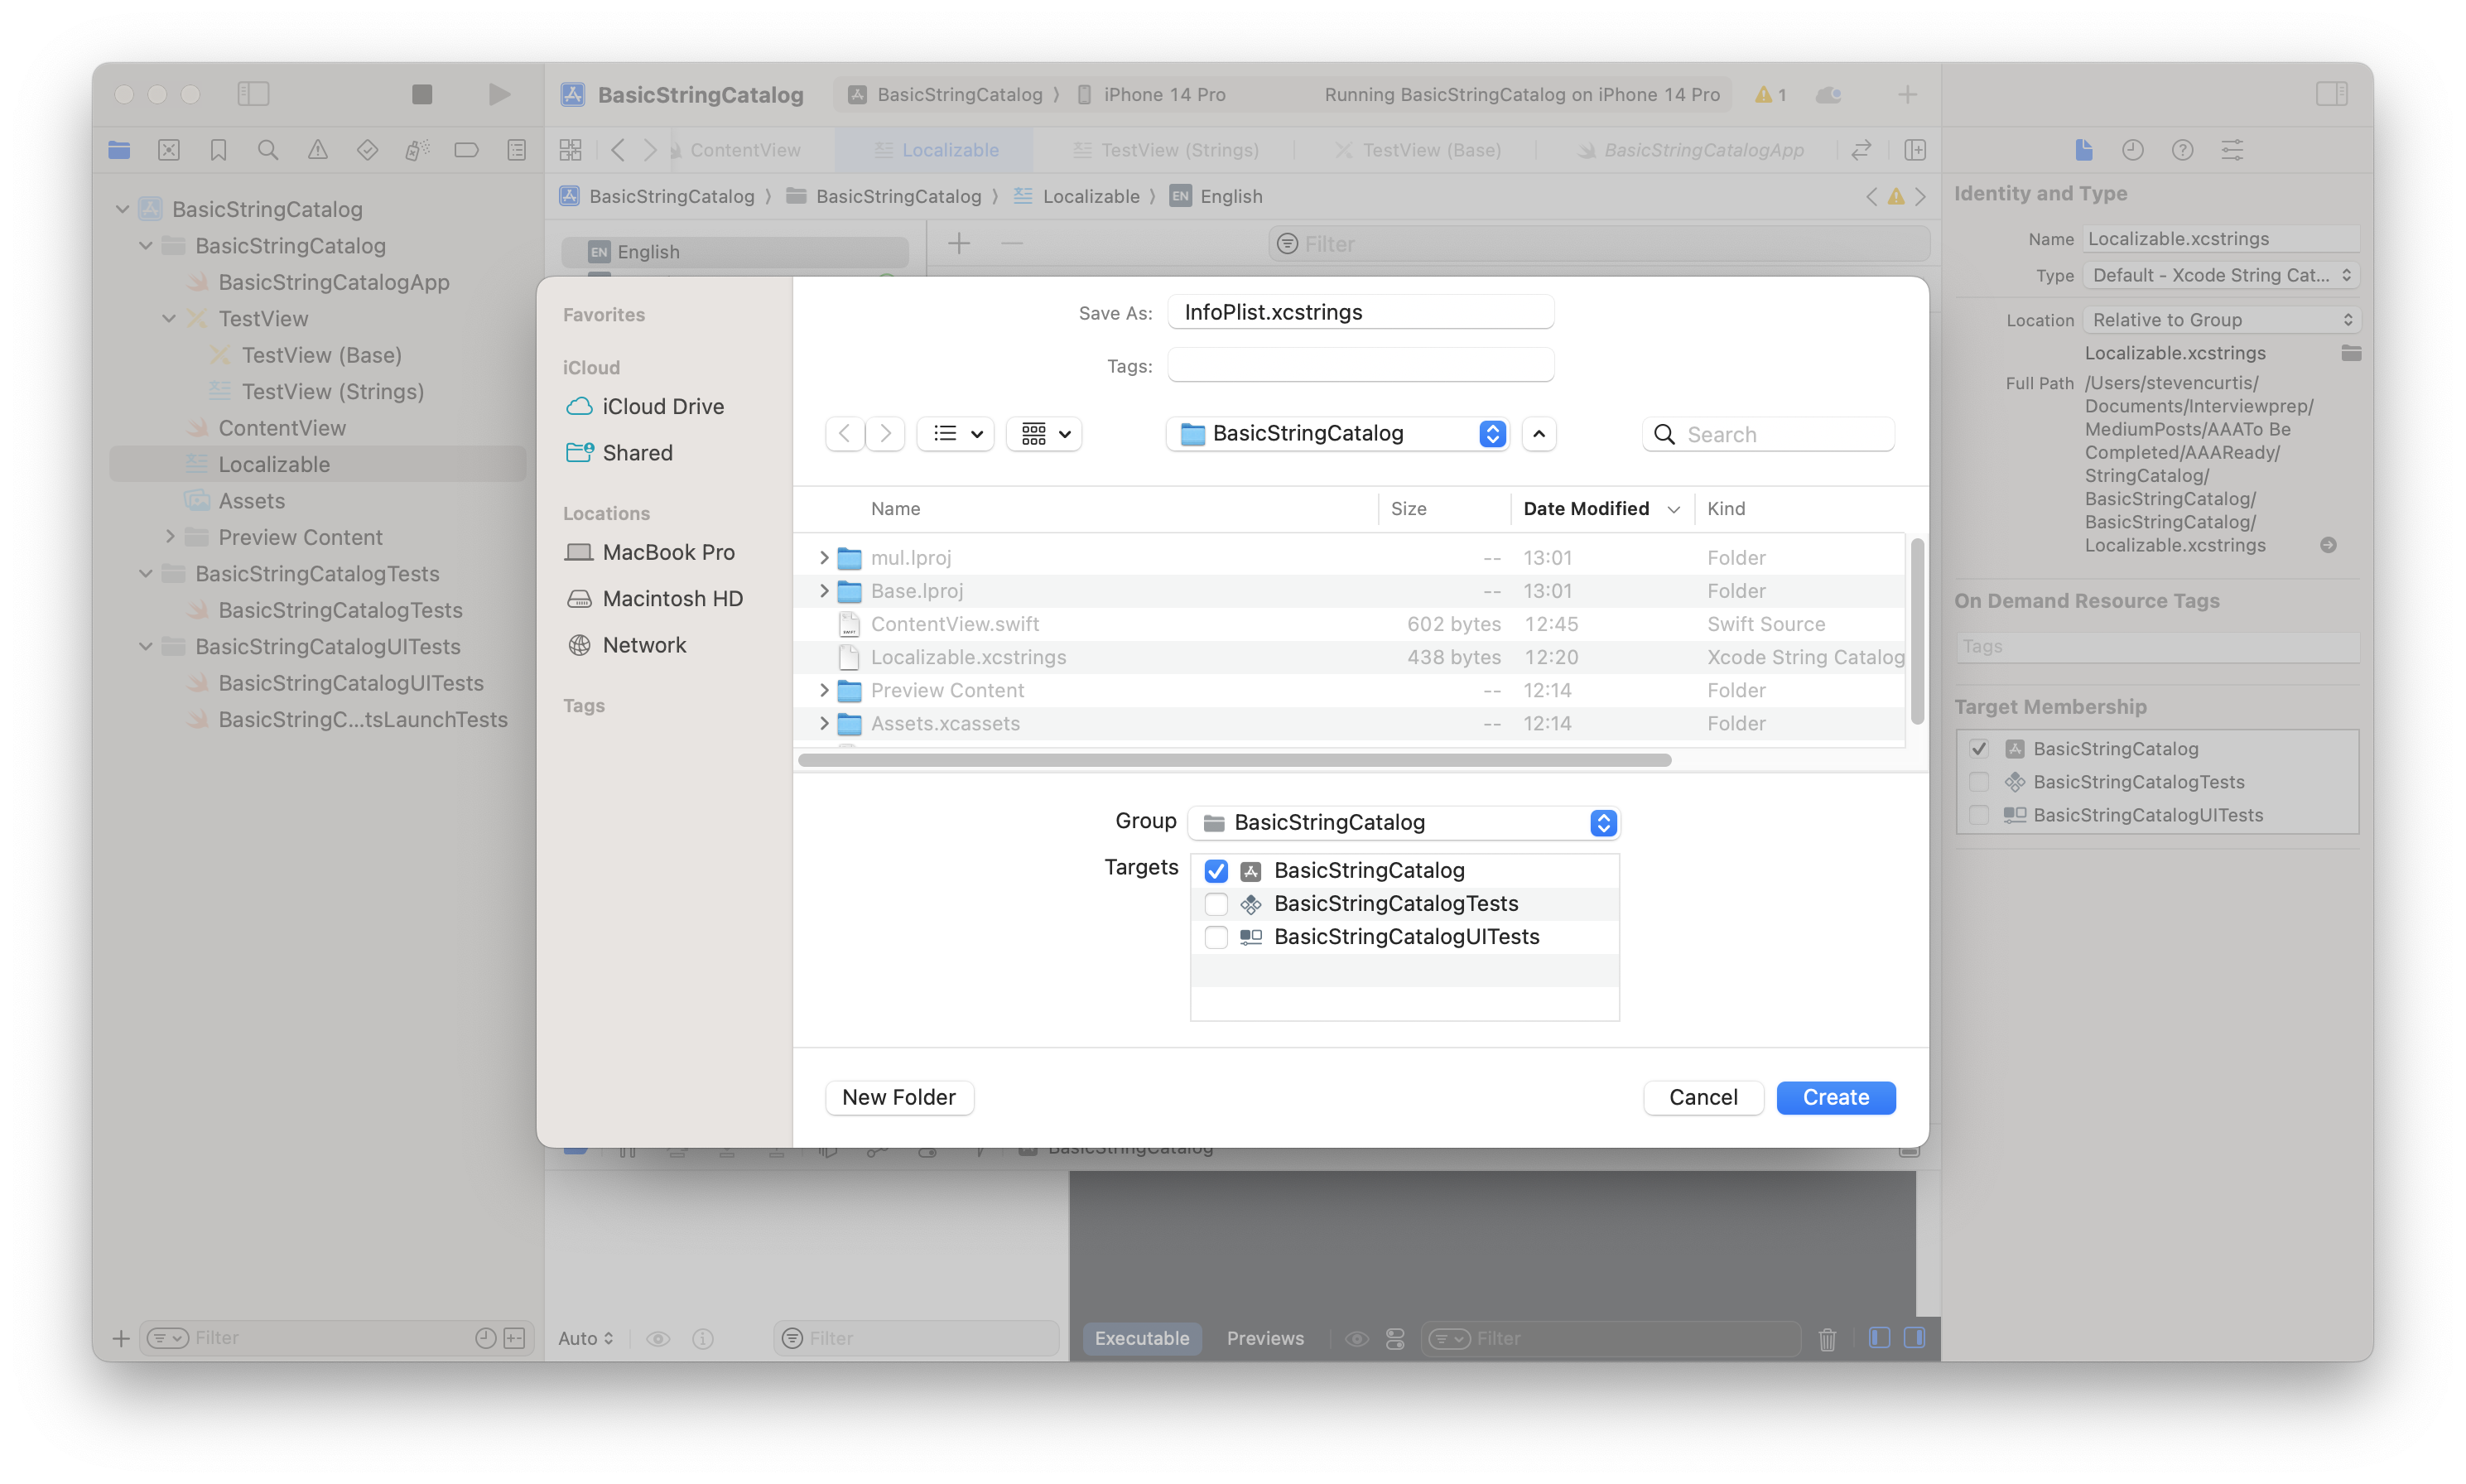 BasicStringCatalog
BasicStringCatalog ⟩ iPhone 14 Pro
Running BasicStringCatalog on iPhone 14 Pro
1
ContentView
Localizable
TestView (Strings)
TestView (Base)
BasicStringCatalogApp
BasicStringCatalog ⟩ BasicStringCatalog ⟩ Localizable ⟩ EN English
BasicStringCatalog
BasicStringCatalog
BasicStringCatalogApp
TestView
TestView (Base)
TestView (Strings)
ContentView
Localizable
Assets
Preview Content
BasicStringCatalogTests
BasicStringCatalogTests
BasicStringCatalogUITests
BasicStringCatalogUITests
BasicStringC...tsLaunchTests
Filter
EN English
Filter
Favorites
iCloud
iCloud Drive
Shared
Locations
MacBook Pro
Macintosh HD
Network
Tags
Save As: InfoPlist.xcstrings
Tags:
BasicStringCatalog
Search
Name Size Date Modified Kind
mul.lproj -- 13:01 Folder
Base.lproj -- 13:01 Folder
ContentView.swift 602 bytes 12:45 Swift Source
Localizable.xcstrings 438 bytes 12:20 Xcode String Catalog
Preview Content -- 12:14 Folder
Assets.xcassets -- 12:14 Folder
Group BasicStringCatalog
Targets
BasicStringCatalog
BasicStringCatalogTests
BasicStringCatalogUITests
New Folder
Cancel
Create
BasicStringCatalog
Auto
Filter
Executable
Previews
Filter
Identity and Type
Name Localizable.xcstrings
Type Default - Xcode String Cat...
Location Relative to Group
Localizable.xcstrings
Full Path /Users/stevencurtis/
Documents/Interviewprep/
MediumPosts/AAATo Be
Completed/AAAReady/
StringCatalog/
BasicStringCatalog/
BasicStringCatalog/
Localizable.xcstrings
On Demand Resource Tags
Tags
Target Membership
BasicStringCatalog
BasicStringCatalogTests
BasicStringCatalogUITests